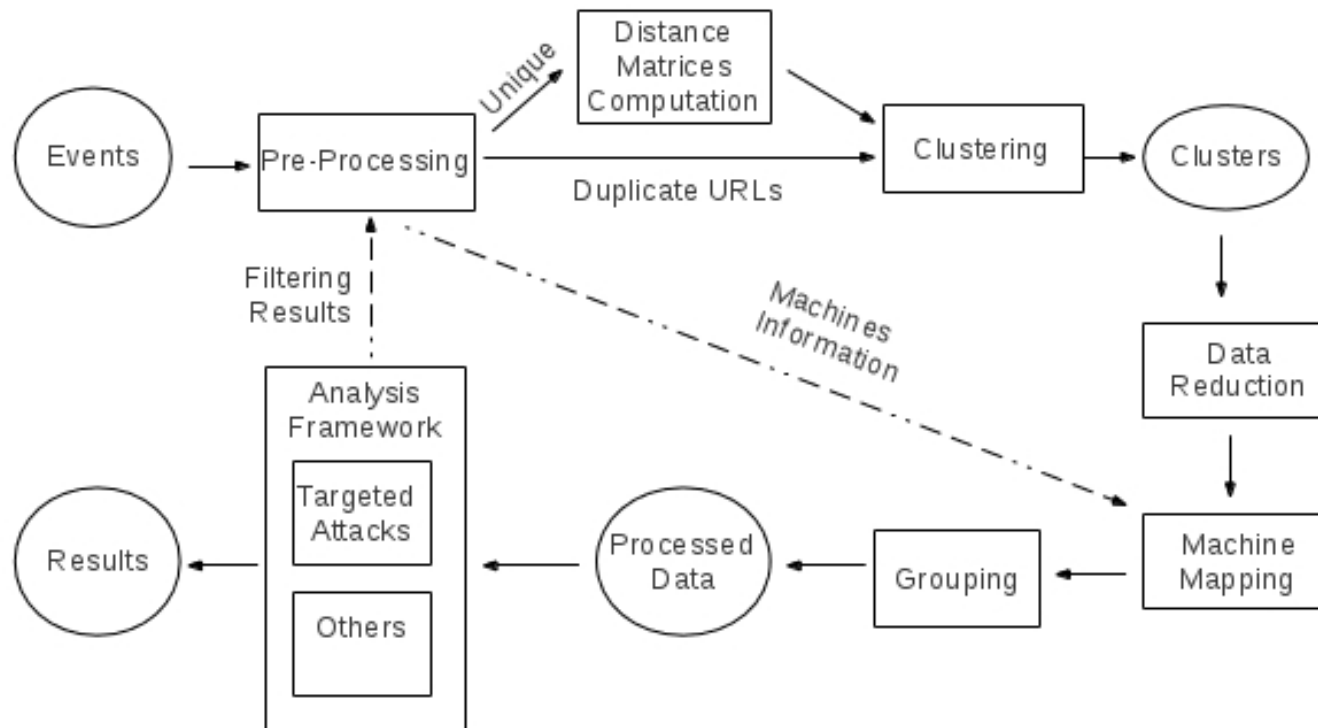 Distance
Matrices
Computation
Unique
Events
Pre-Processing
Clustering
Clusters
Duplicate URLs
Filtering
Results
Machines
Information
Data
Reduction
Analysis
Framework
Targeted
Attacks
Others
Results
Processed
Data
Grouping
Machine
Mapping